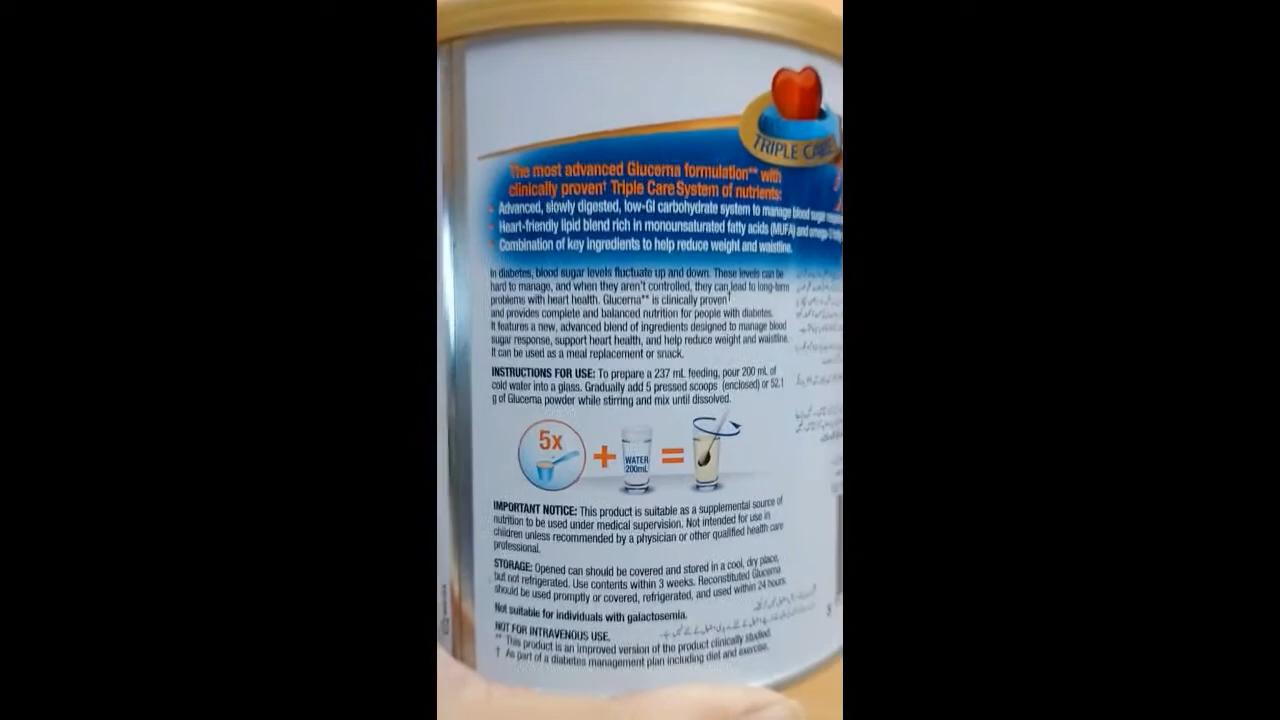 TRIPLE CARE
The most advanced Glucerna formulation** with
clinically proven† Triple Care System of nutrients:
- Advanced, slowly digested, low-GI carbohydrate system to manage blood sugar
- Heart-friendly lipid blend rich in monounsaturated fatty acids (MUFA) and omega-3
- Combination of key ingredients to help reduce weight and waistline.
In diabetes, blood sugar levels fluctuate up and down. These levels can be
hard to manage, and when they aren't controlled, they can lead to long-term
problems with heart health. Glucerna** is clinically proven†
and provides complete and balanced nutrition for people with diabetes.
It features a new, advanced blend of ingredients designed to manage blood
sugar response, support heart health, and help reduce weight and waistline.
It can be used as a meal replacement or snack.
INSTRUCTIONS FOR USE: To prepare a 237 mL feeding, pour 200 mL of
cold water into a glass. Gradually add 5 pressed scoops (enclosed) or 52.1
g of Glucerna powder while stirring and mix until dissolved.
5x
WATER
200mL
IMPORTANT NOTICE: This product is suitable as a supplemental source of
nutrition to be used under medical supervision. Not intended for use in
children unless recommended by a physician or other qualified health care
professional.
STORAGE: Opened can should be covered and stored in a cool, dry place,
but not refrigerated. Use contents within 3 weeks. Reconstituted Glucerna
should be used promptly or covered, refrigerated, and used within 24 hours.
Not suitable for individuals with galactosemia.
NOT FOR INTRAVENOUS USE.
** This product is an improved version of the product clinically studied.
† As part of a diabetes management plan including diet and exercise.